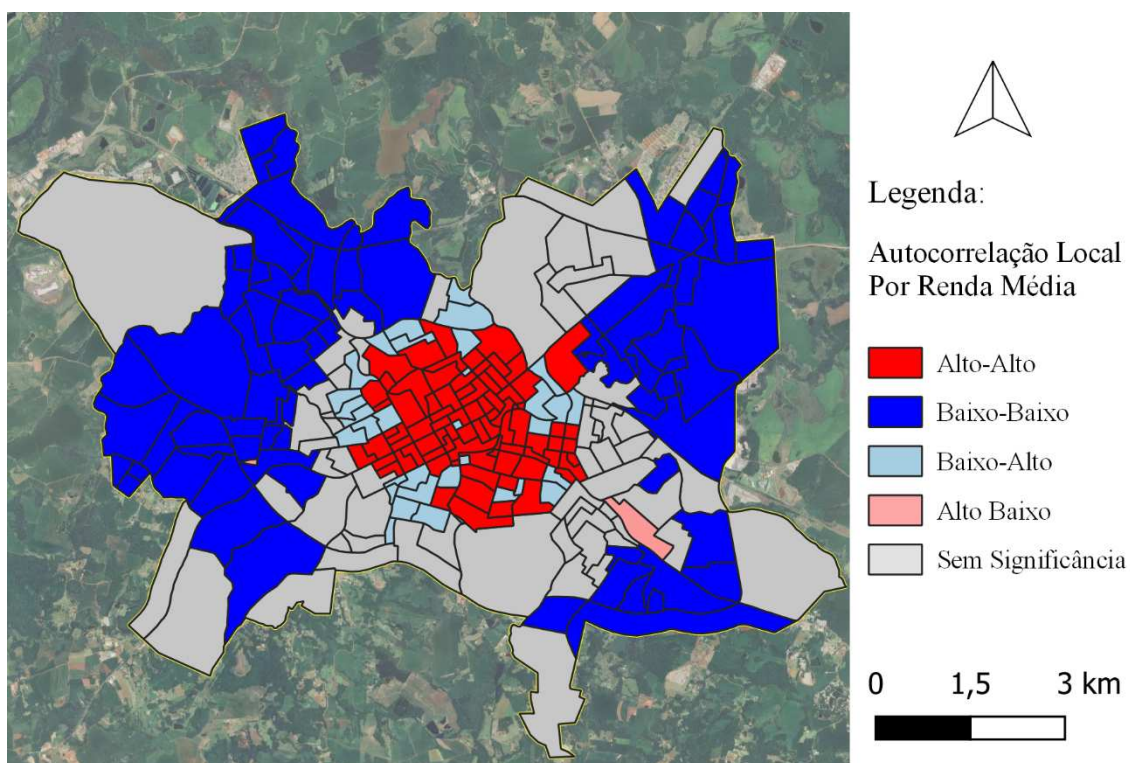 Legenda:
Autocorrelação Local
Por Renda Média
Alto-Alto
Baixo-Baixo
Baixo-Alto
Alto Baixo
Sem Significância
0 1,5 3 km